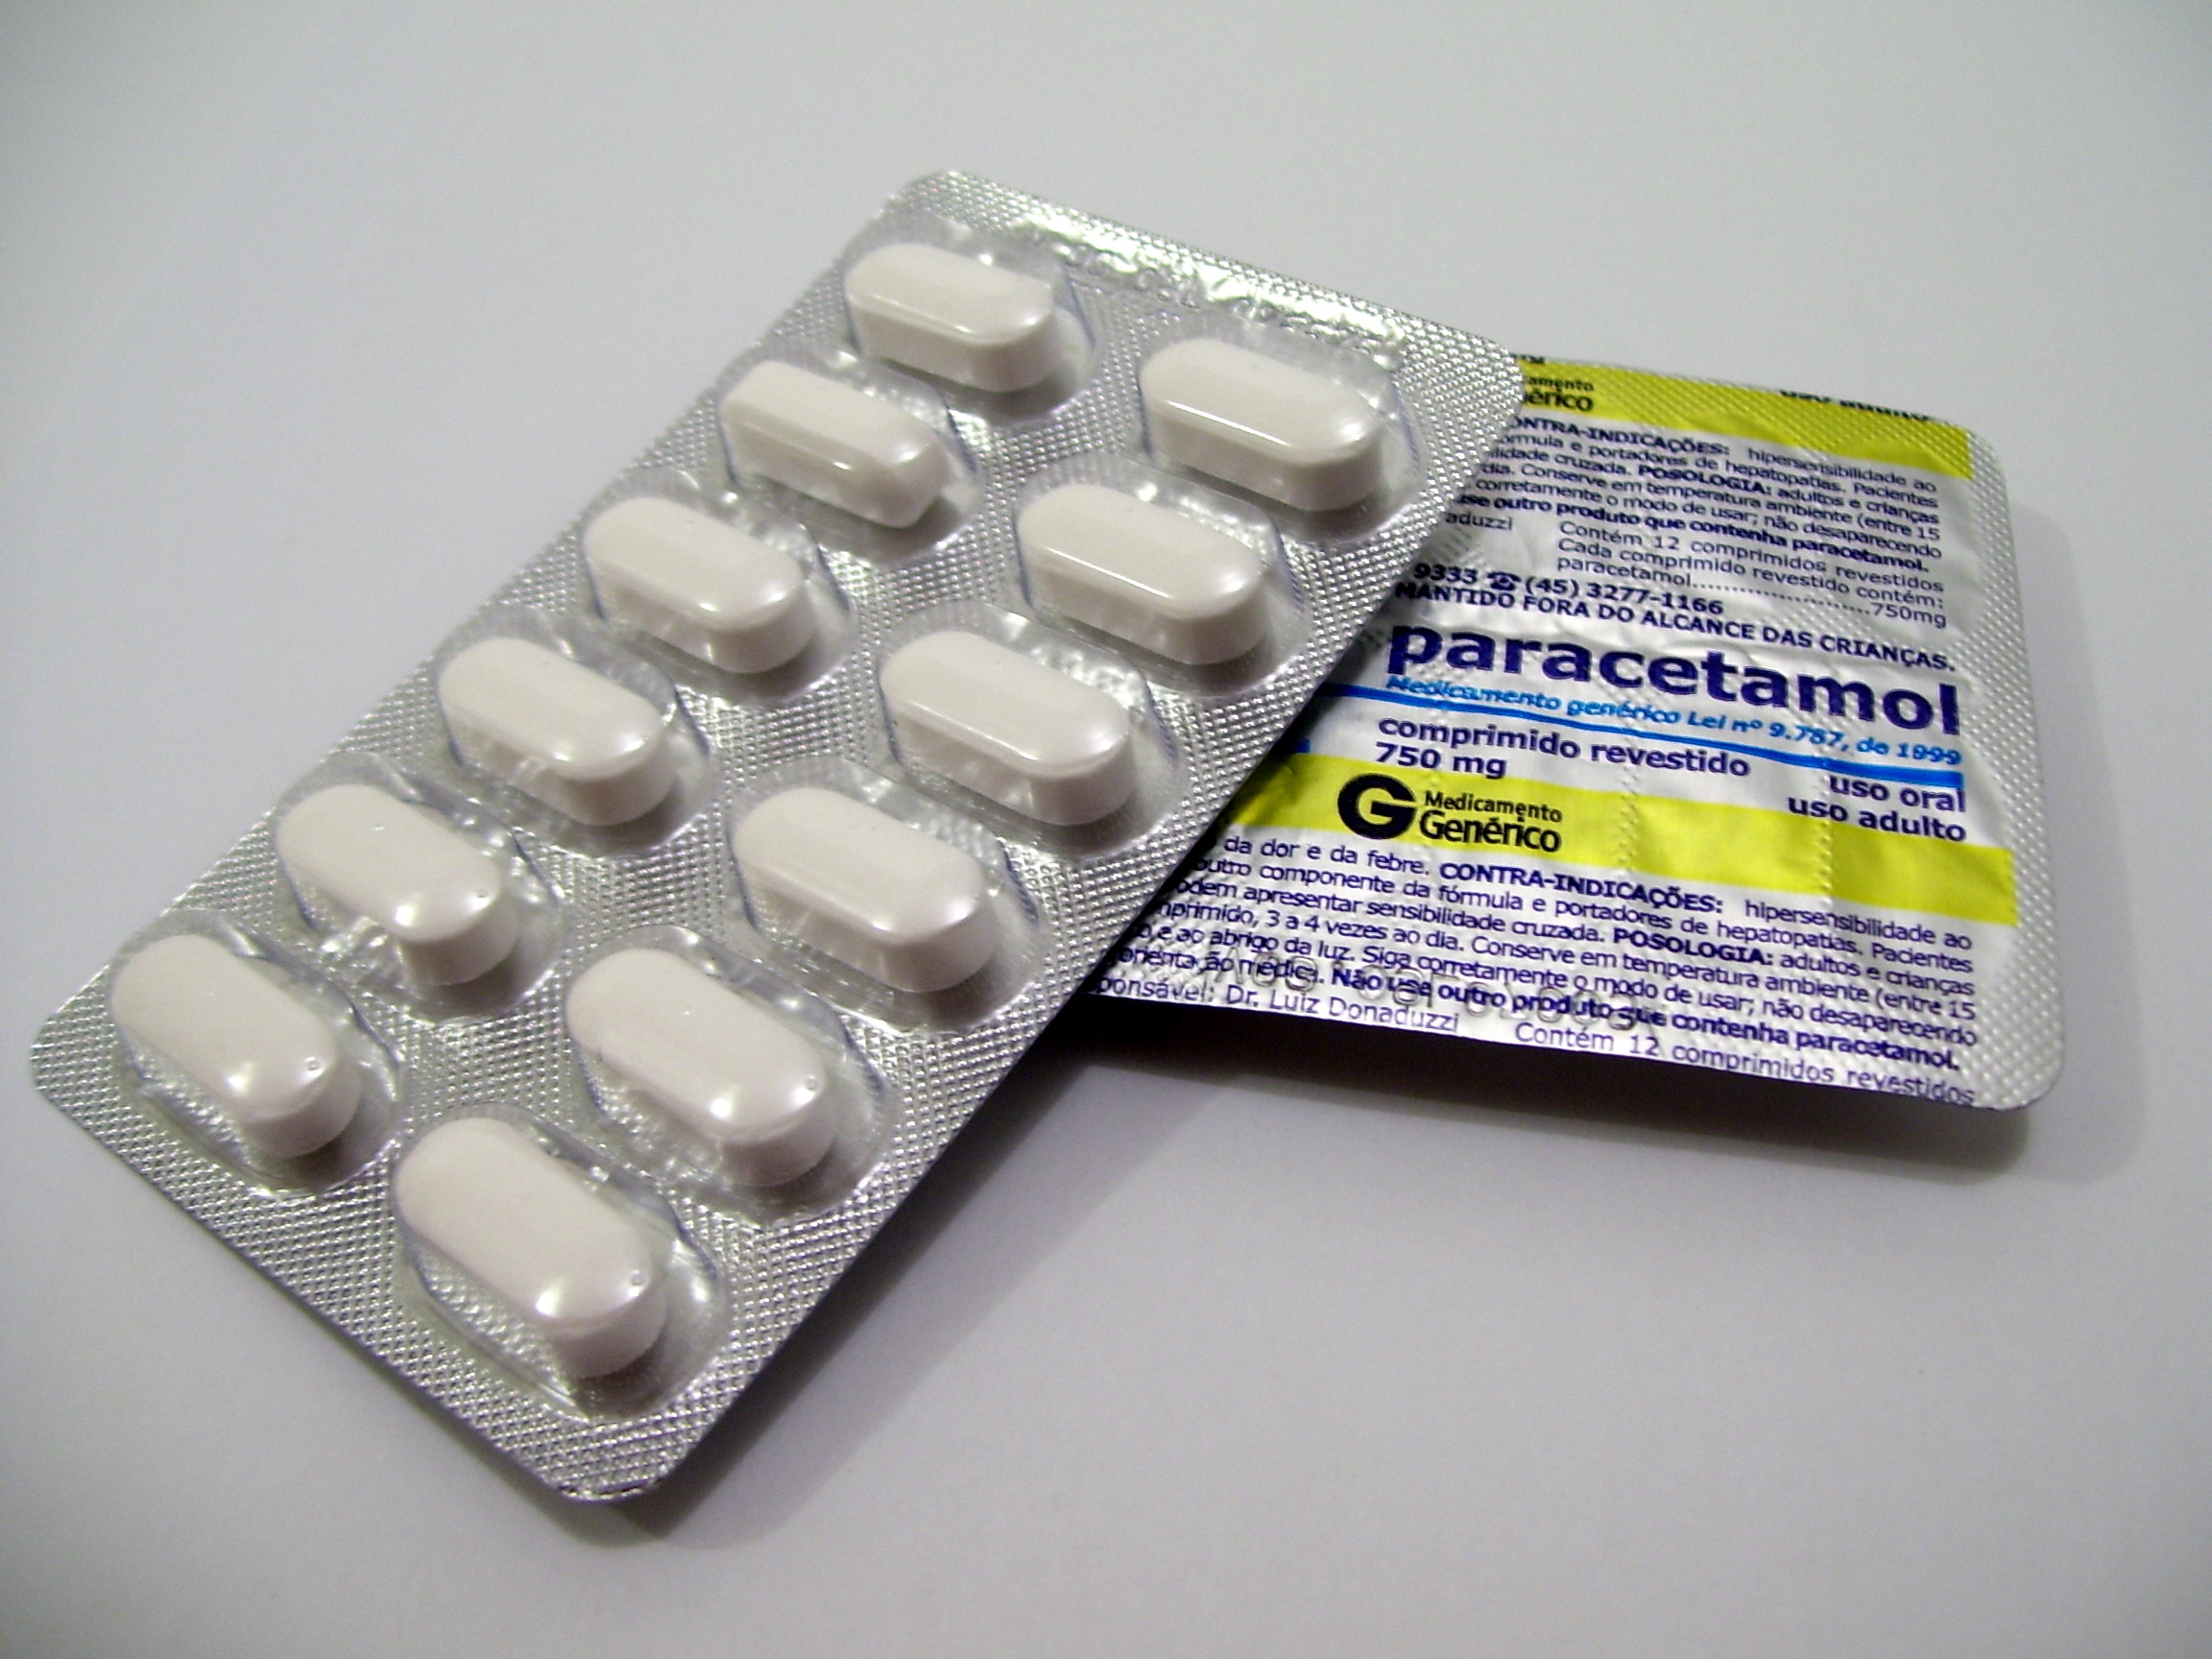 uso adulto
Genérico
CONTRA-INDICAÇÕES: hipersensibilidade ao
fórmula e portadores de hepatopatias. Pacientes
cruzada. POSOLOGIA: adultos e crianças
dia. Conserve em temperatura ambiente (entre 15
corretamente o modo de usar; não desaparecendo
outro produto que contenha paracetamol.
Contém 12 comprimidos revestidos
Cada comprimido revestido contém:
paracetamol..............................750mg
9333 ☎ (45) 3277-1166
MANTIDO FORA DO ALCANCE DAS CRIANÇAS.
paracetamol
Medicamento genérico Lei nº 9.787, de 1999
comprimido revestido
750 mg
uso oral
uso adulto
G Medicamento
Genérico
da dor e da febre. CONTRA-INDICAÇÕES: hipersensibilidade ao
outro componente da fórmula e portadores de hepatopatias. Pacientes
podem apresentar sensibilidade cruzada. POSOLOGIA: adultos e crianças
3 a 4 vezes ao dia. Conserve em temperatura ambiente (entre 15
e ao abrigo da luz. Siga corretamente o modo de usar; não desaparecendo
médica. Não use outro produto que contenha paracetamol.
Dr. Luiz Donaduzzi
Contém 12 comprimidos revestidos